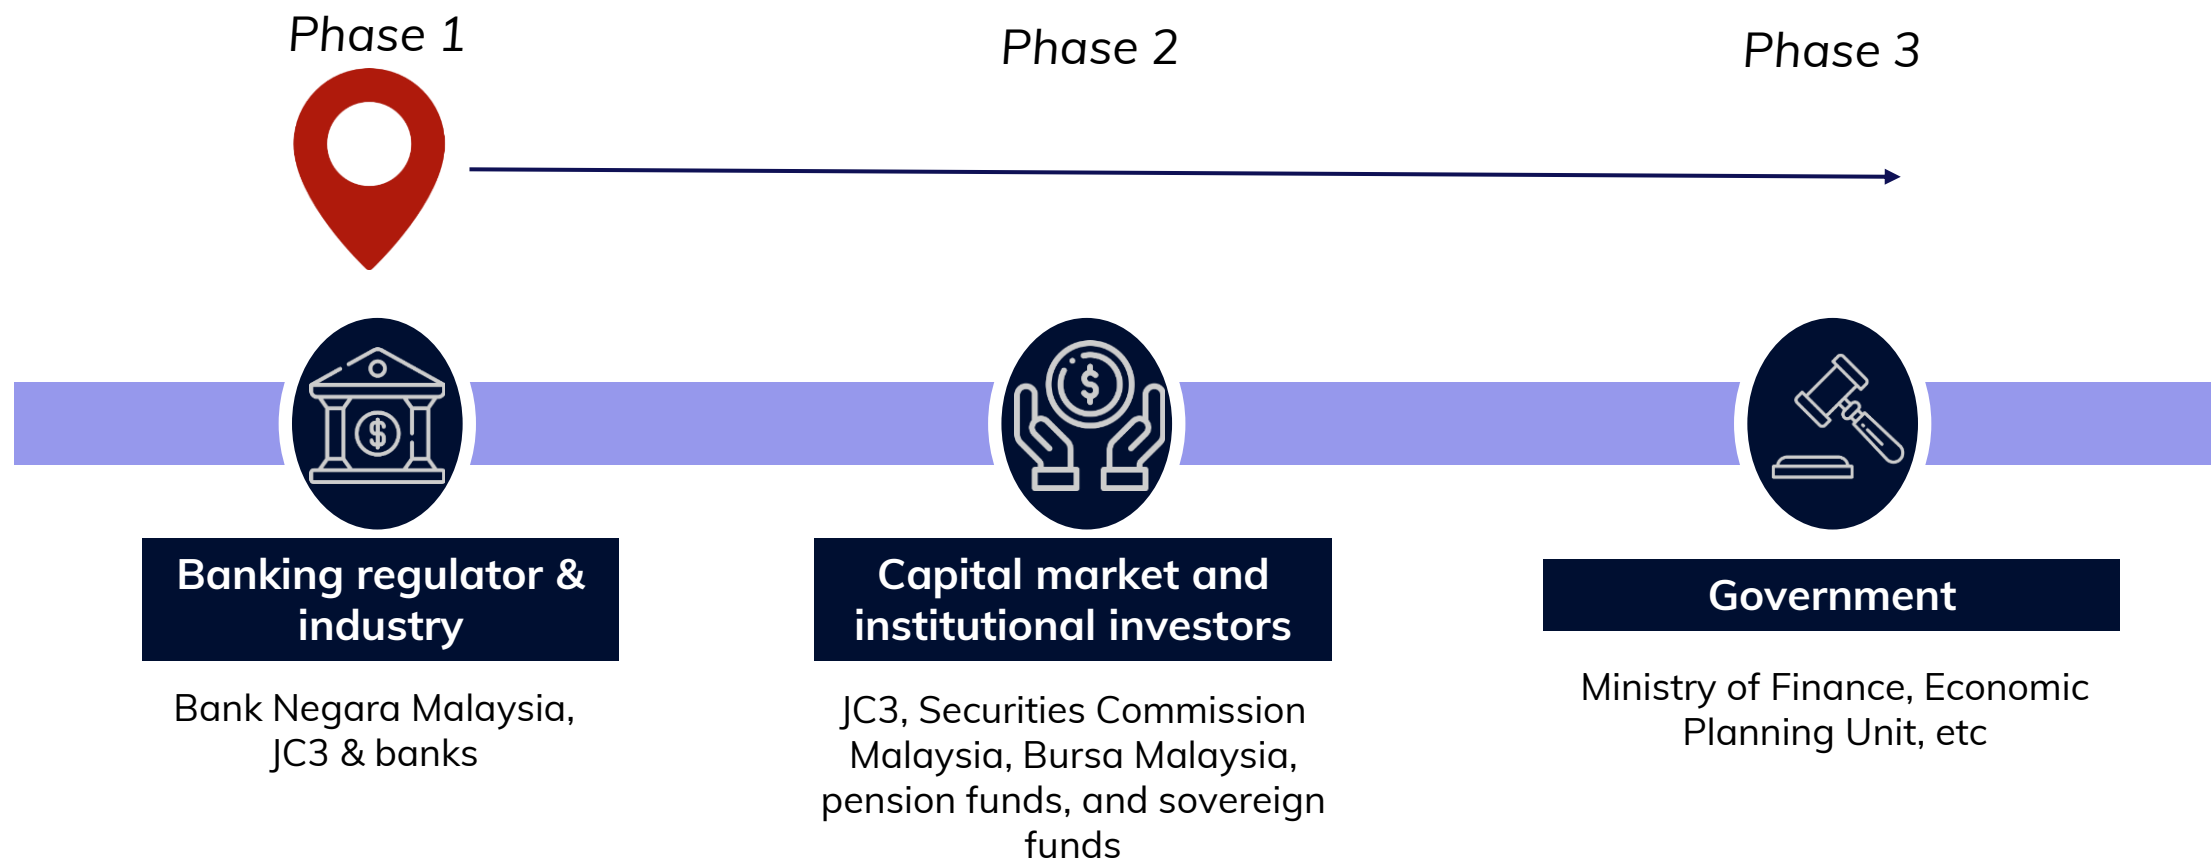 Phase 1
Phase 2
Phase 3
$
$
Banking regulator &
industry
Bank Negara Malaysia,
JC3 & banks
Capital market and
institutional investors
JC3, Securities Commission
Malaysia, Bursa Malaysia,
pension funds, and sovereign
funds
Government
Ministry of Finance, Economic
Planning Unit, etc